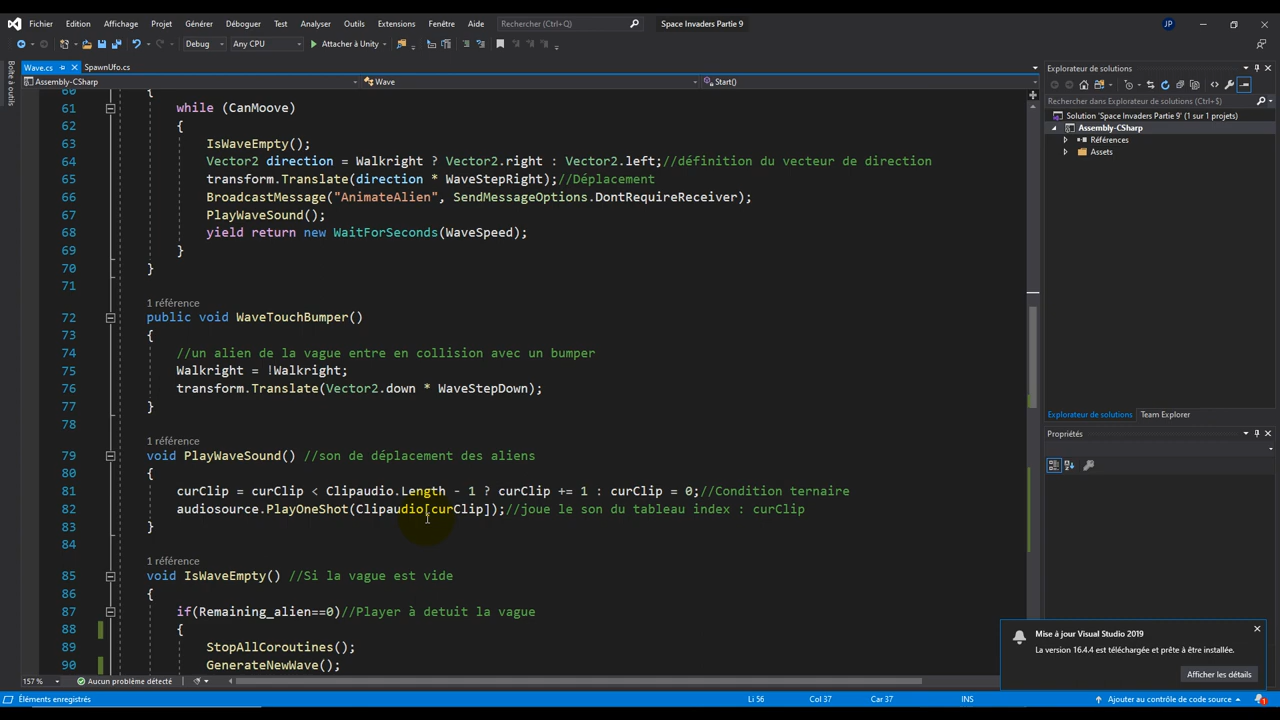 Fichier Edition Affichage Projet Générer Déboguer Test Analyser Outils Extensions Fenêtre Aide Rechercher (Ctrl+Q) Space Invaders Partie 9 JP
Debug Any CPU Attacher à Unity
Boîte à outils
Wave.cs SpawnUfo.cs
Assembly-CSharp Wave Start()
60 {
61 while (CanMoove)
62 {
63 IsWaveEmpty();
64 Vector2 direction = Walkright ? Vector2.right : Vector2.left;//définition du vecteur de direction
65 transform.Translate(direction * WaveStepRight);//Déplacement
66 BroadcastMessage("AnimateAlien", SendMessageOptions.DontRequireReceiver);
67 PlayWaveSound();
68 yield return new WaitForSeconds(WaveSpeed);
69 }
70 }
71
1 référence
72 public void WaveTouchBumper()
73 {
74 //un alien de la vague entre en collision avec un bumper
75 Walkright = !Walkright;
76 transform.Translate(Vector2.down * WaveStepDown);
77 }
78
1 référence
79 void PlayWaveSound() //son de déplacement des aliens
80 {
81 curClip = curClip < Clipaudio.Length - 1 ? curClip += 1 : curClip = 0;//Condition ternaire
82 audiosource.PlayOneShot(Clipaudio[curClip]);//joue le son du tableau index : curClip
83 }
84
1 référence
85 void IsWaveEmpty() //Si la vague est vide
86 {
87 if(Remaining_alien==0)//Player à detuit la vague
88 {
89 StopAllCoroutines();
90 GenerateNewWave();
157 % Aucun problème détecté
Éléments enregistrés Li 56 Col 37 Car 37 INS Ajouter au contrôle de code source 1
Explorateur de solutions
Rechercher dans Explorateur de solutions (Ctrl+$)
Solution 'Space Invaders Partie 9' (1 sur 1 projets)
Assembly-CSharp
Références
Assets
Explorateur de solutions Team Explorer
Propriétés
Mise à jour Visual Studio 2019
La version 16.4.4 est téléchargée et prête à être installée.
Afficher les détails